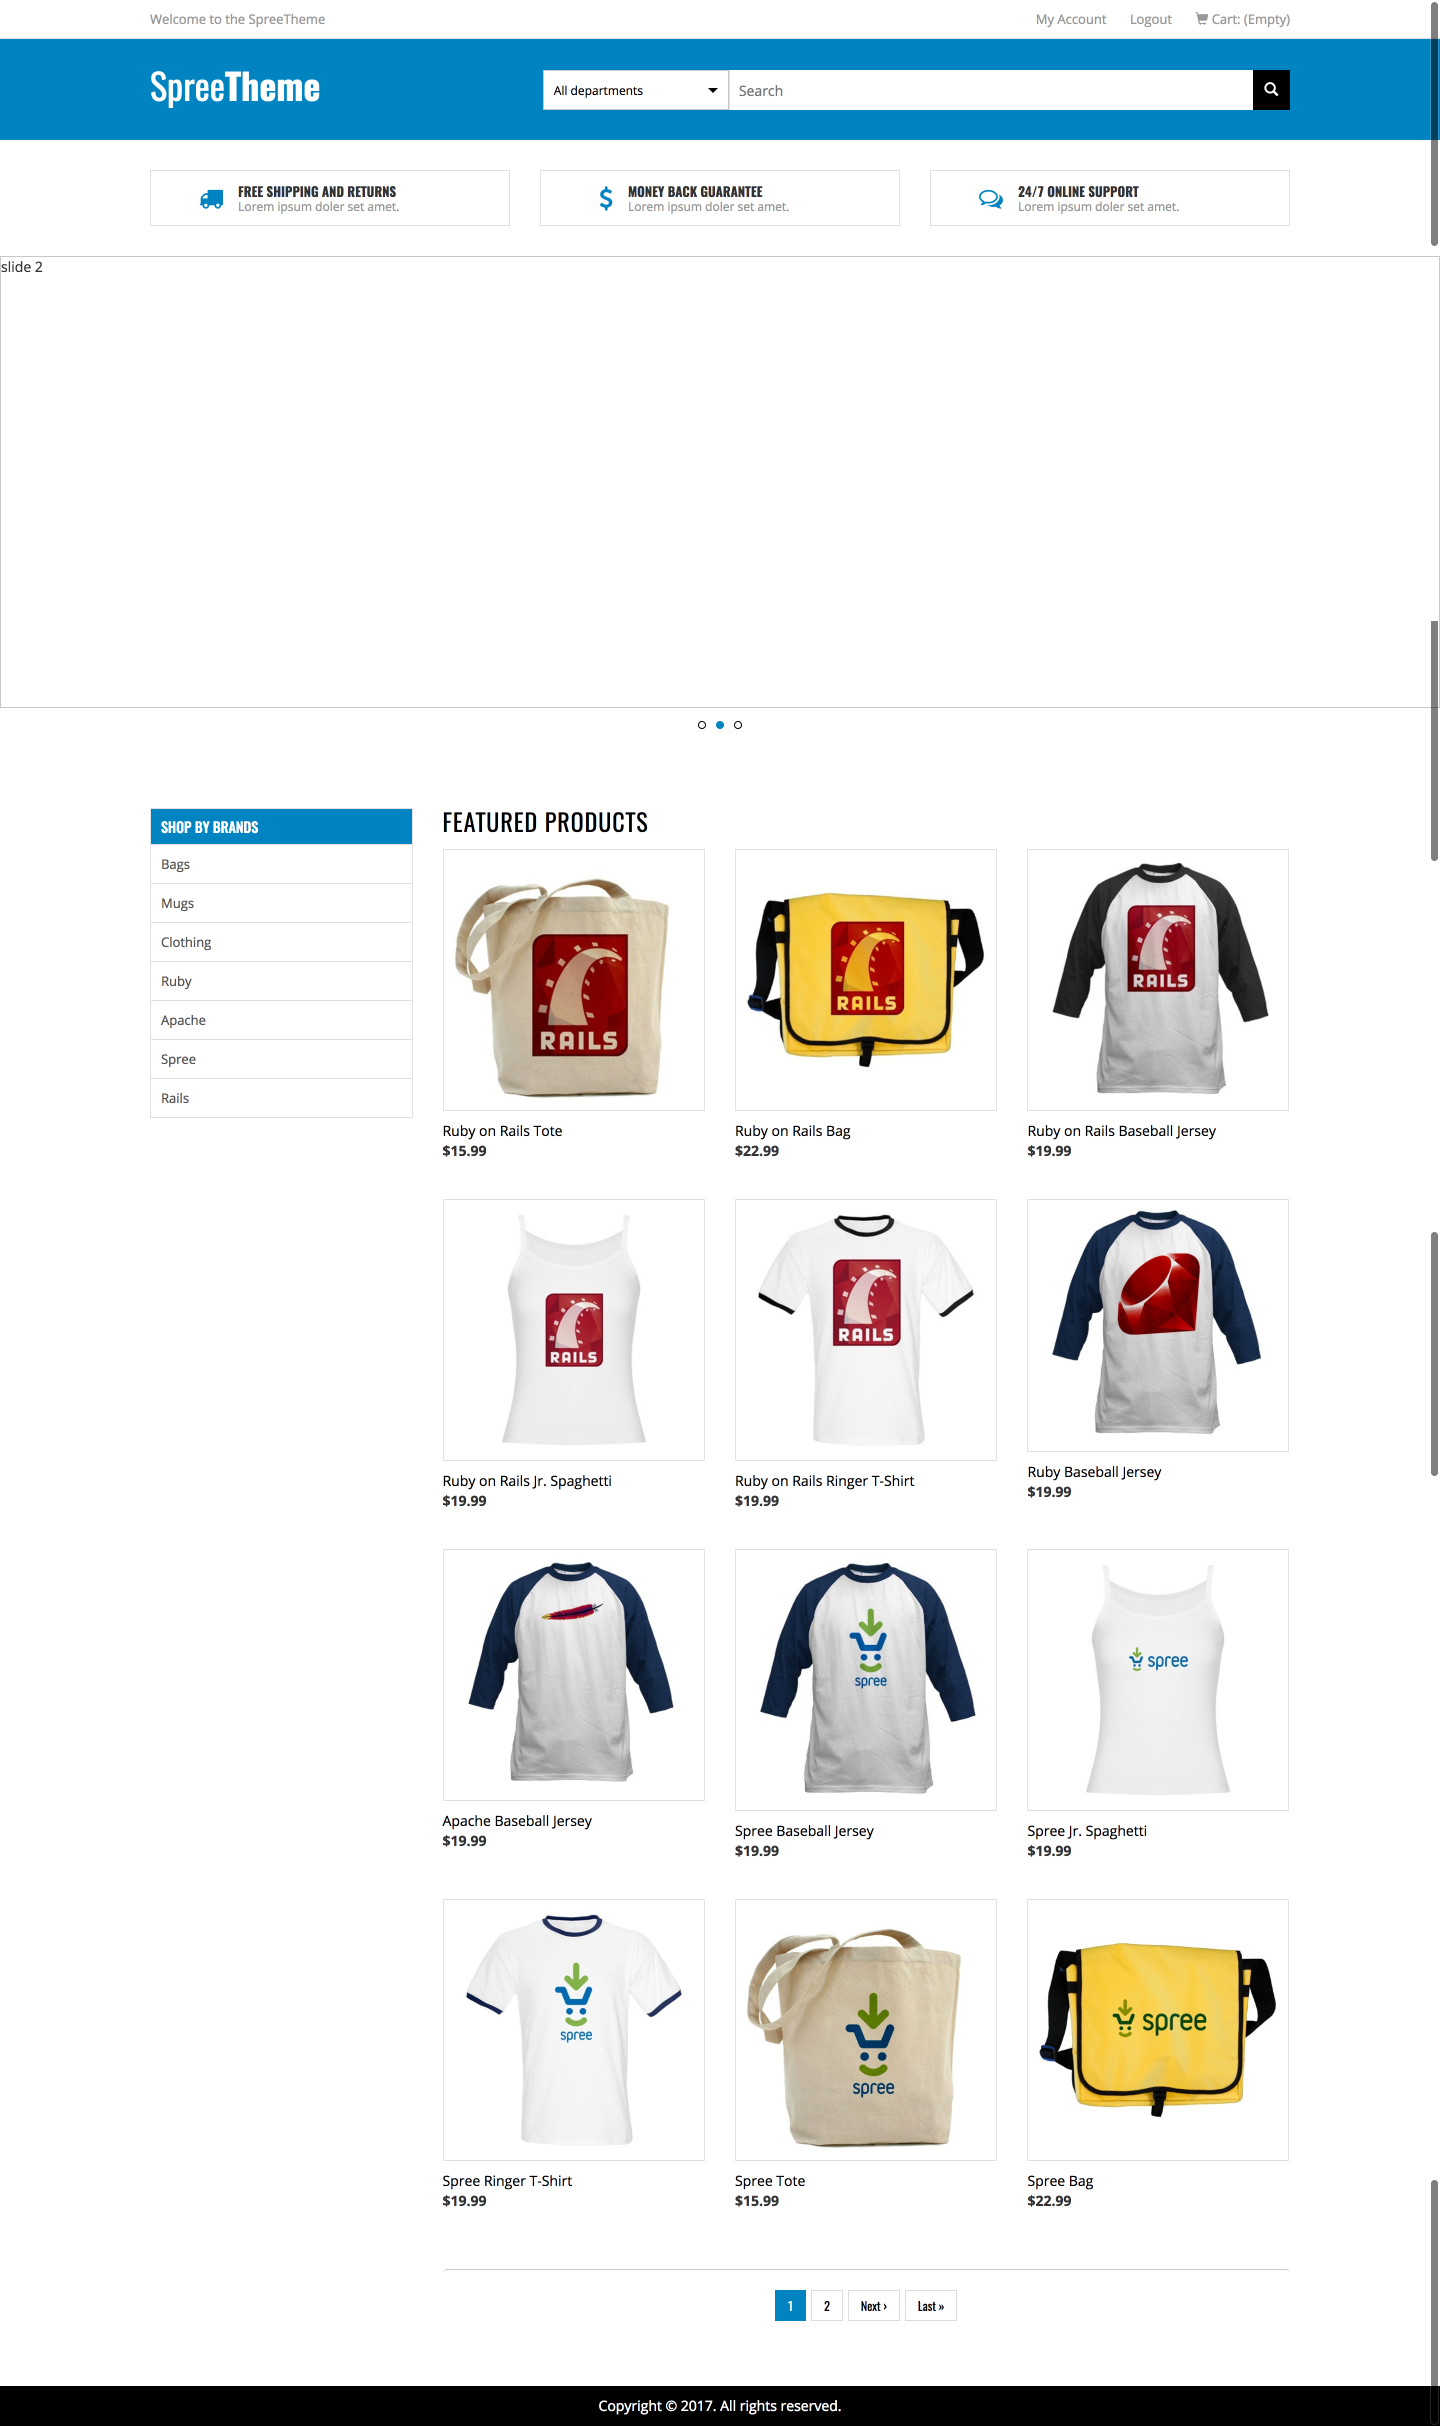 Welcome to the SpreeTheme
My Account Logout Cart: (Empty)
SpreeTheme
All departments
Search
FREE SHIPPING AND RETURNS
Lorem ipsum doler set amet.
MONEY BACK GUARANTEE
Lorem ipsum doler set amet.
24/7 ONLINE SUPPORT
Lorem ipsum doler set amet.
slide 2
SHOP BY BRANDS
Bags
Mugs
Clothing
Ruby
Apache
Spree
Rails
FEATURED PRODUCTS
RAILS
RAILS
RAILS
Ruby on Rails Tote
$15.99
Ruby on Rails Bag
$22.99
Ruby on Rails Baseball Jersey
$19.99
RAILS
RAILS
Ruby on Rails Jr. Spaghetti
$19.99
Ruby on Rails Ringer T-Shirt
$19.99
Ruby Baseball Jersey
$19.99
spree
spree
Apache Baseball Jersey
$19.99
Spree Baseball Jersey
$19.99
Spree Jr. Spaghetti
$19.99
spree
spree
spree
Spree Ringer T-Shirt
$19.99
Spree Tote
$15.99
Spree Bag
$22.99
1 2 Next › Last »
Copyright © 2017. All rights reserved.